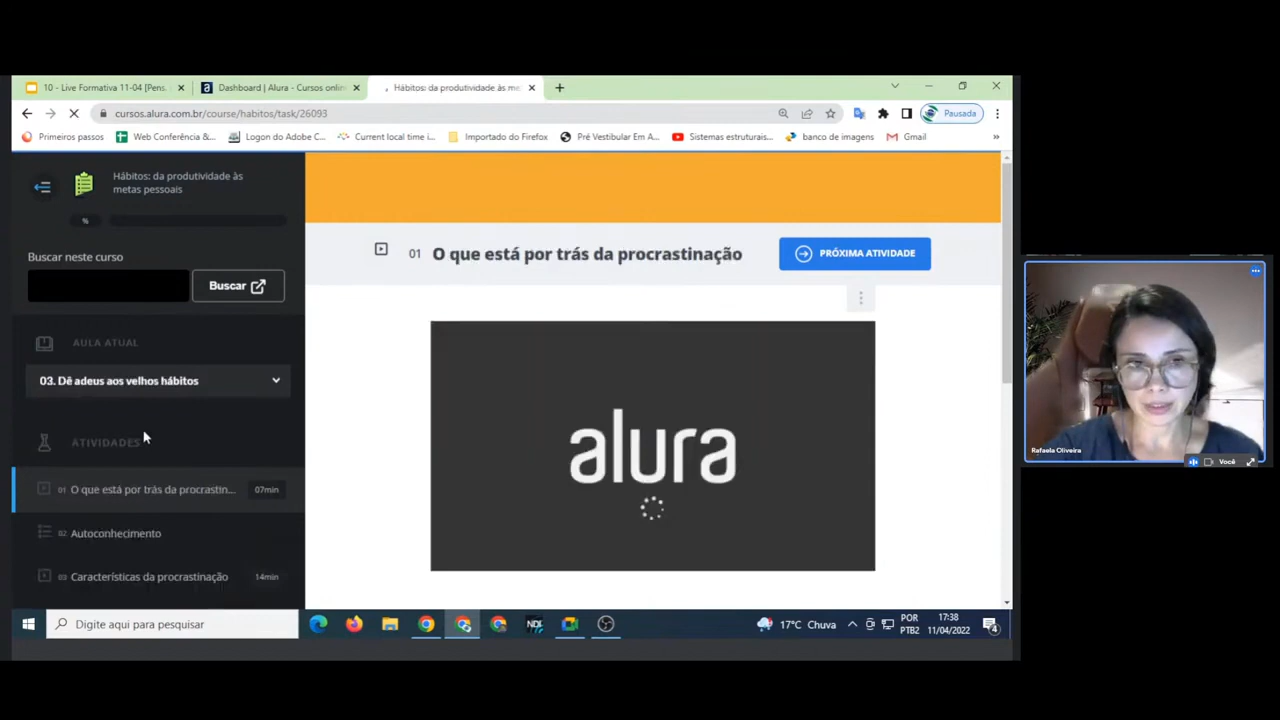 10 - Live Formativa 11-04 [Pens.
Dashboard | Alura - Cursos onlin
Hábitos: da produtividade às me
cursos.alura.com.br/course/habitos/task/26093
Pausada
Primeiros passos
Web Conferência &...
Logon do Adobe C...
Current local time i...
Importado do Firefox
Pré Vestibular Em A...
Sistemas estruturais...
banco de imagens
Gmail
»
Hábitos: da produtividade às
metas pessoais
%
Buscar neste curso
Buscar
AULA ATUAL
03. Dê adeus aos velhos hábitos
ATIVIDADES
01 O que está por trás da procrastin... 07min
02 Autoconhecimento
03 Características da procrastinação 14min
01 O que está por trás da procrastinação
PRÓXIMA ATIVIDADE
alura
Rafaela Oliveira
Você
Digite aqui para pesquisar
NDI
17°C Chuva
POR
PTB2
17:38
11/04/2022
4